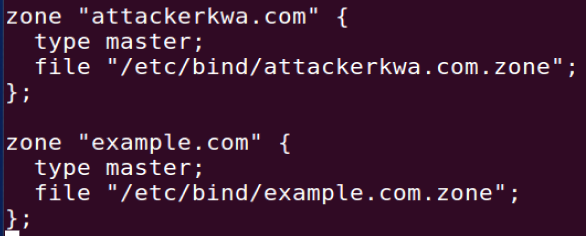 zone "attackerkwa.com" {
  type master;
  file "/etc/bind/attackerkwa.com.zone";
};

zone "example.com" {
  type master;
  file "/etc/bind/example.com.zone";
};